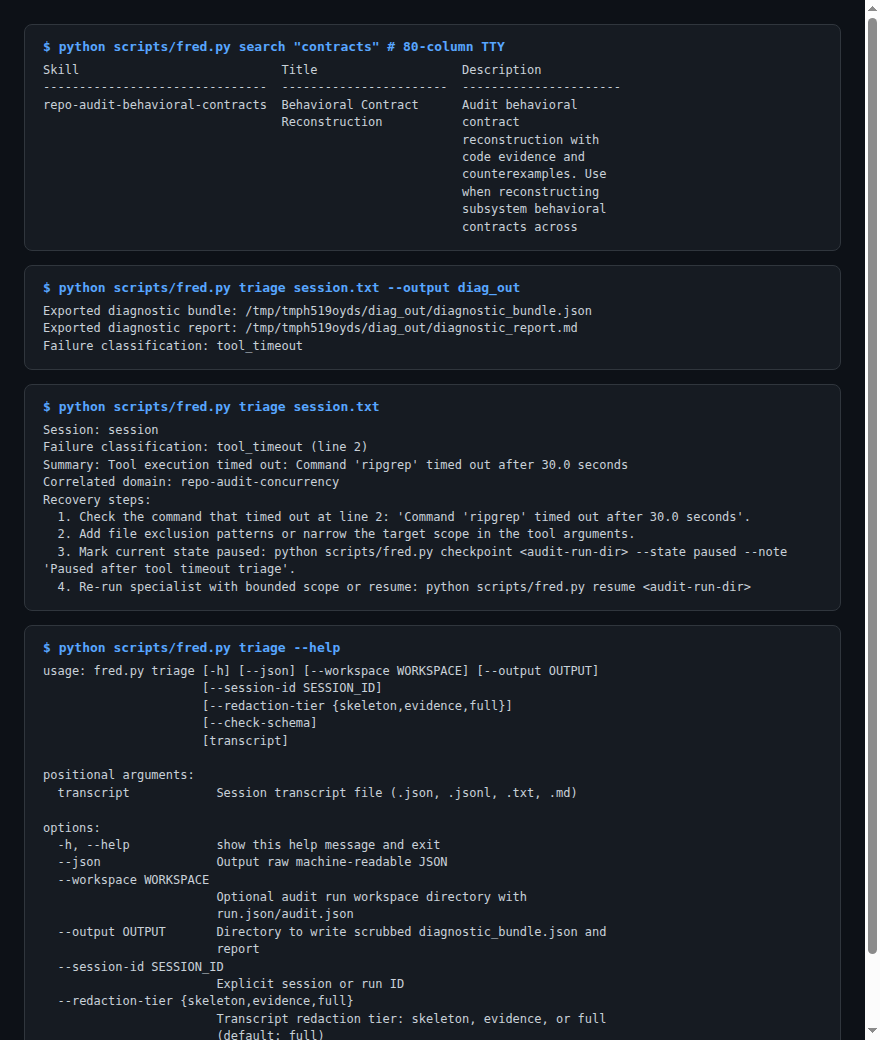 $ python scripts/fred.py search "contracts" # 80-column TTY
Skill                            Title                    Description
-------------------------------  -----------------------  ----------------------
repo-audit-behavioral-contracts  Behavioral Contract      Audit behavioral
                                 Reconstruction           contract
                                                          reconstruction with
                                                          code evidence and
                                                          counterexamples. Use
                                                          when reconstructing
                                                          subsystem behavioral
                                                          contracts across
$ python scripts/fred.py triage session.txt --output diag_out
Exported diagnostic bundle: /tmp/tmph519oyds/diag_out/diagnostic_bundle.json
Exported diagnostic report: /tmp/tmph519oyds/diag_out/diagnostic_report.md
Failure classification: tool_timeout
$ python scripts/fred.py triage session.txt
Session: session
Failure classification: tool_timeout (line 2)
Summary: Tool execution timed out: Command 'ripgrep' timed out after 30.0 seconds
Correlated domain: repo-audit-concurrency
Recovery steps:
  1. Check the command that timed out at line 2: 'Command 'ripgrep' timed out after 30.0 seconds'.
  2. Add file exclusion patterns or narrow the target scope in the tool arguments.
  3. Mark current state paused: python scripts/fred.py checkpoint <audit-run-dir> --state paused --note
'Paused after tool timeout triage'.
  4. Re-run specialist with bounded scope or resume: python scripts/fred.py resume <audit-run-dir>
$ python scripts/fred.py triage --help
usage: fred.py triage [-h] [--json] [--workspace WORKSPACE] [--output OUTPUT]
                      [--session-id SESSION_ID]
                      [--redaction-tier {skeleton,evidence,full}]
                      [--check-schema]
                      [transcript]

positional arguments:
  transcript            Session transcript file (.json, .jsonl, .txt, .md)

options:
  -h, --help            show this help message and exit
  --json                Output raw machine-readable JSON
  --workspace WORKSPACE
                        Optional audit run workspace directory with
                        run.json/audit.json
  --output OUTPUT       Directory to write scrubbed diagnostic_bundle.json and
                        report
  --session-id SESSION_ID
                        Explicit session or run ID
  --redaction-tier {skeleton,evidence,full}
                        Transcript redaction tier: skeleton, evidence, or full
                        (default: full)